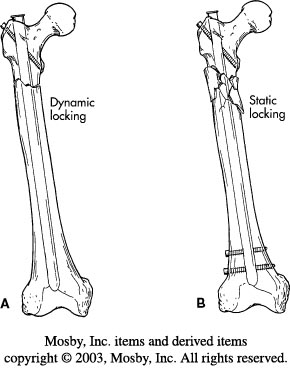 Dynamic
locking
Static
locking
A
B
Mosby, Inc. items and derived items
copyright © 2003, Mosby, Inc. All rights reserved.